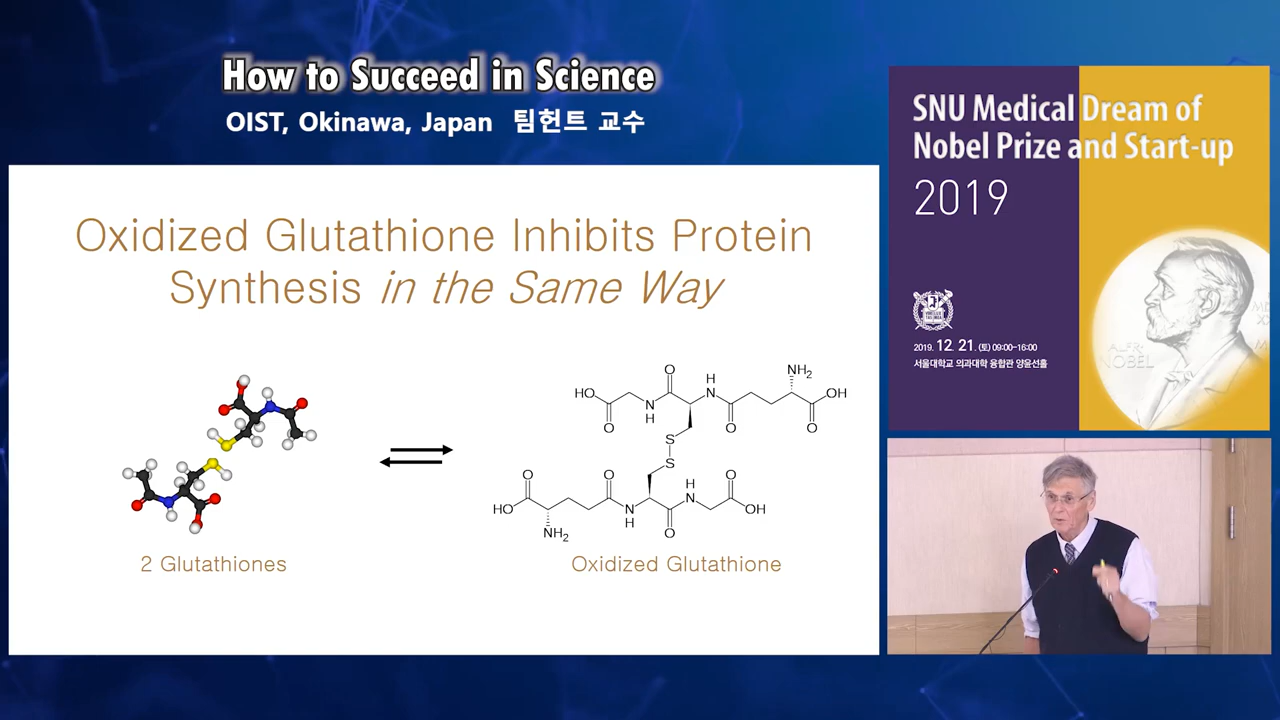 How to Succeed in Science
OIST, Okinawa, Japan 팀헌트 교수
Oxidized Glutathione Inhibits Protein
Synthesis in the Same Way
O
H
NH2
HO
N
OH
N
H
O
O
O
S
S
O
O
H
O
HO
N
OH
N
H
NH2
O
2 Glutathiones
Oxidized Glutathione
SNU Medical Dream of
Nobel Prize and Start-up
2019
2019. 12. 21. (토) 09:00-16:00
서울대학교 의과대학 융합관 양윤선홀
ALFR.
NOBEL